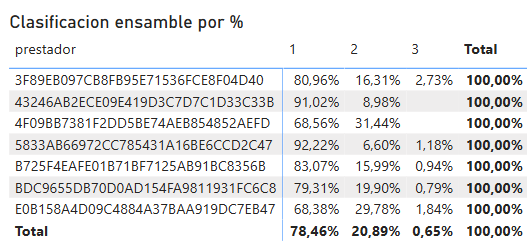 Clasificacion ensamble por %
prestador 1 2 3 Total
3F89EB097CB8FB95E71536FCE8F04D40 80,96% 16,31% 2,73% 100,00%
43246AB2ECE09E419D3C7D7C1D33C33B 91,02% 8,98% 100,00%
4F09BB7381F2DD5BE74AEB854852AEFD 68,56% 31,44% 100,00%
5833AB66972CC785431A16BE6CCD2C47 92,22% 6,60% 1,18% 100,00%
B725F4EAFE01B71BF7125AB91BC8356B 83,07% 15,99% 0,94% 100,00%
BDC9655DB70D0AD154FA9811931FC6C8 79,31% 19,90% 0,79% 100,00%
E0B158A4D09C4884A37BAA919DC7EB47 68,38% 29,78% 1,84% 100,00%
Total 78,46% 20,89% 0,65% 100,00%